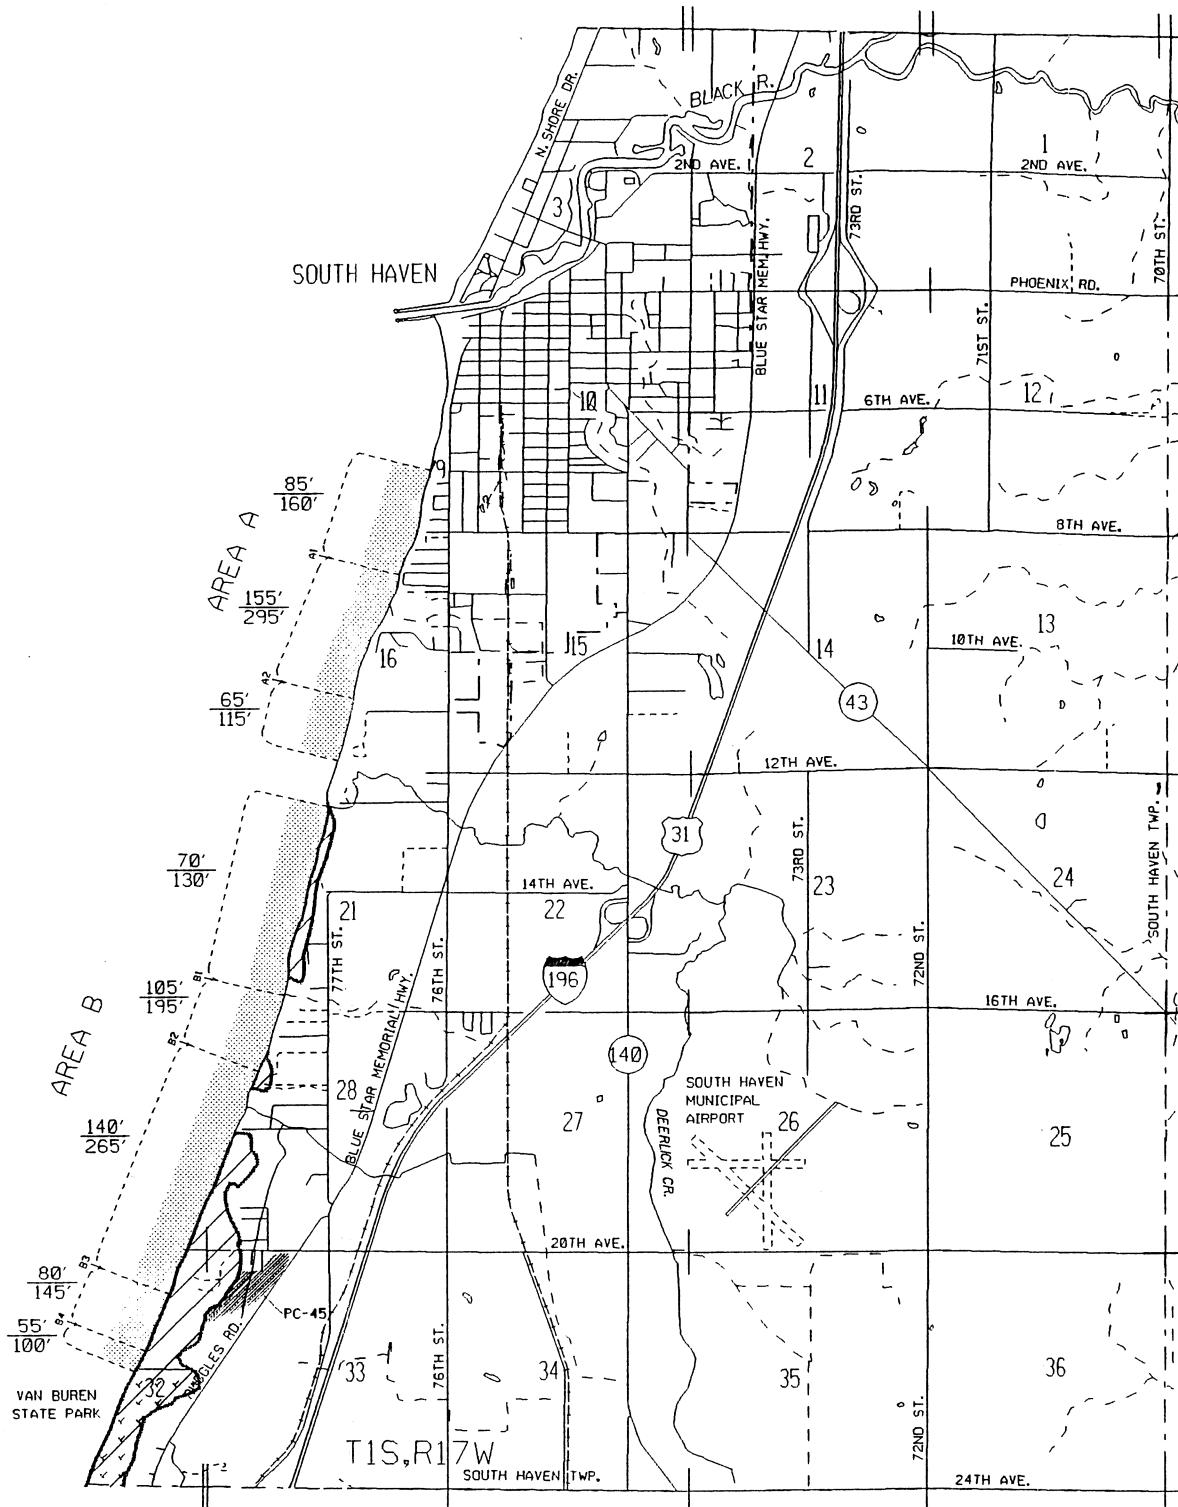 BLACK R.
N. SHORE DR.
1
2ND AVE.
2
2ND AVE.
3
73RD ST.
70TH ST.
SOUTH HAVEN
BLUE STAR MEM. HWY.
PHOENIX RD.
71ST ST.
10
11
6TH AVE.
12
9
85'
160'
8TH AVE.
AREA A
A1
155'
295'
13
10TH AVE.
14
15
16
A2
65'
115'
43
12TH AVE.
SOUTH HAVEN TWP.
31
70'
130'
73RD ST.
23
24
14TH AVE.
21
22
77TH ST.
76TH ST.
72ND ST.
196
B1
105'
195'
16TH AVE.
AREA B
B2
BLUE STAR MEMORIAL HWY.
140
SOUTH HAVEN
MUNICIPAL
AIRPORT
28
27
26
25
DEERLICK CR.
140'
265'
20TH AVE.
B3
80'
145'
PC-45
B4
55'
100'
RUGGLES RD.
76TH ST.
33
34
35
36
32
VAN BUREN
STATE PARK
72ND ST.
T1S,R17W
SOUTH HAVEN TWP.
24TH AVE.